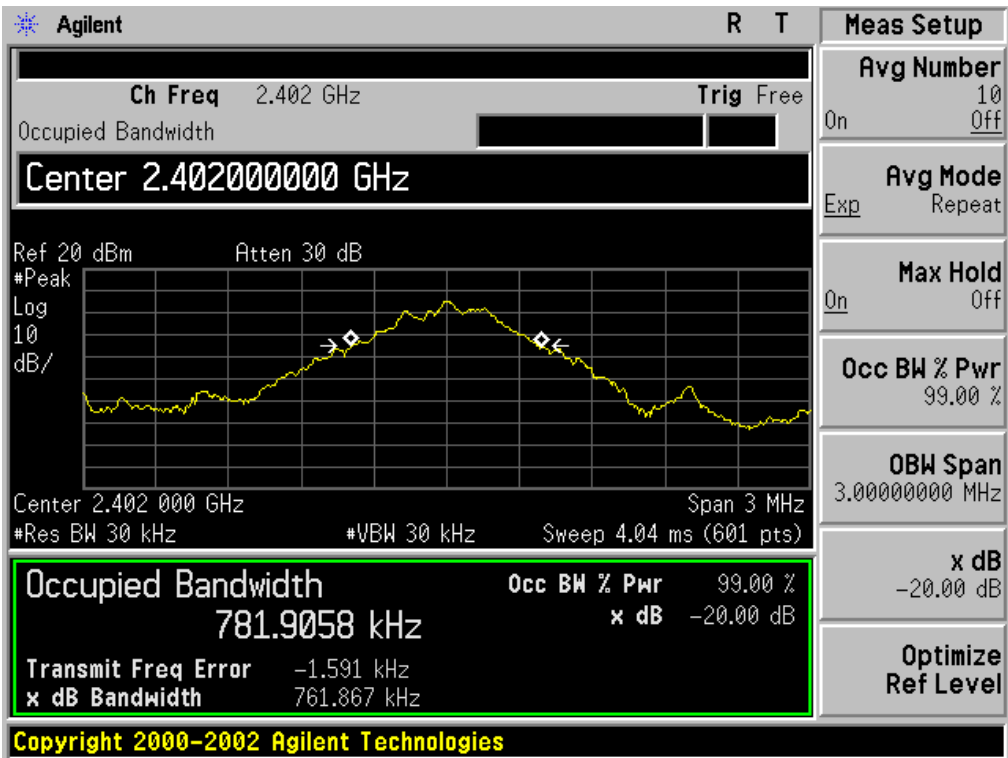 Agilent R T
Ch Freq 2.402 GHz Trig Free
Occupied Bandwidth
Center 2.402000000 GHz
Ref 20 dBm Atten 30 dB
#Peak
Log
10
dB/
Center 2.402 000 GHz Span 3 MHz
#Res BW 30 kHz #VBW 30 kHz Sweep 4.04 ms (601 pts)
Occupied Bandwidth Occ BW % Pwr 99.00 %
781.9058 kHz x dB -20.00 dB
Transmit Freq Error -1.591 kHz
x dB Bandwidth 761.867 kHz
Copyright 2000-2002 Agilent Technologies
Meas Setup
Avg Number
10
On Off
Avg Mode
Exp Repeat
Max Hold
On Off
Occ BW % Pwr
99.00 %
OBW Span
3.00000000 MHz
x dB
-20.00 dB
Optimize
Ref Level